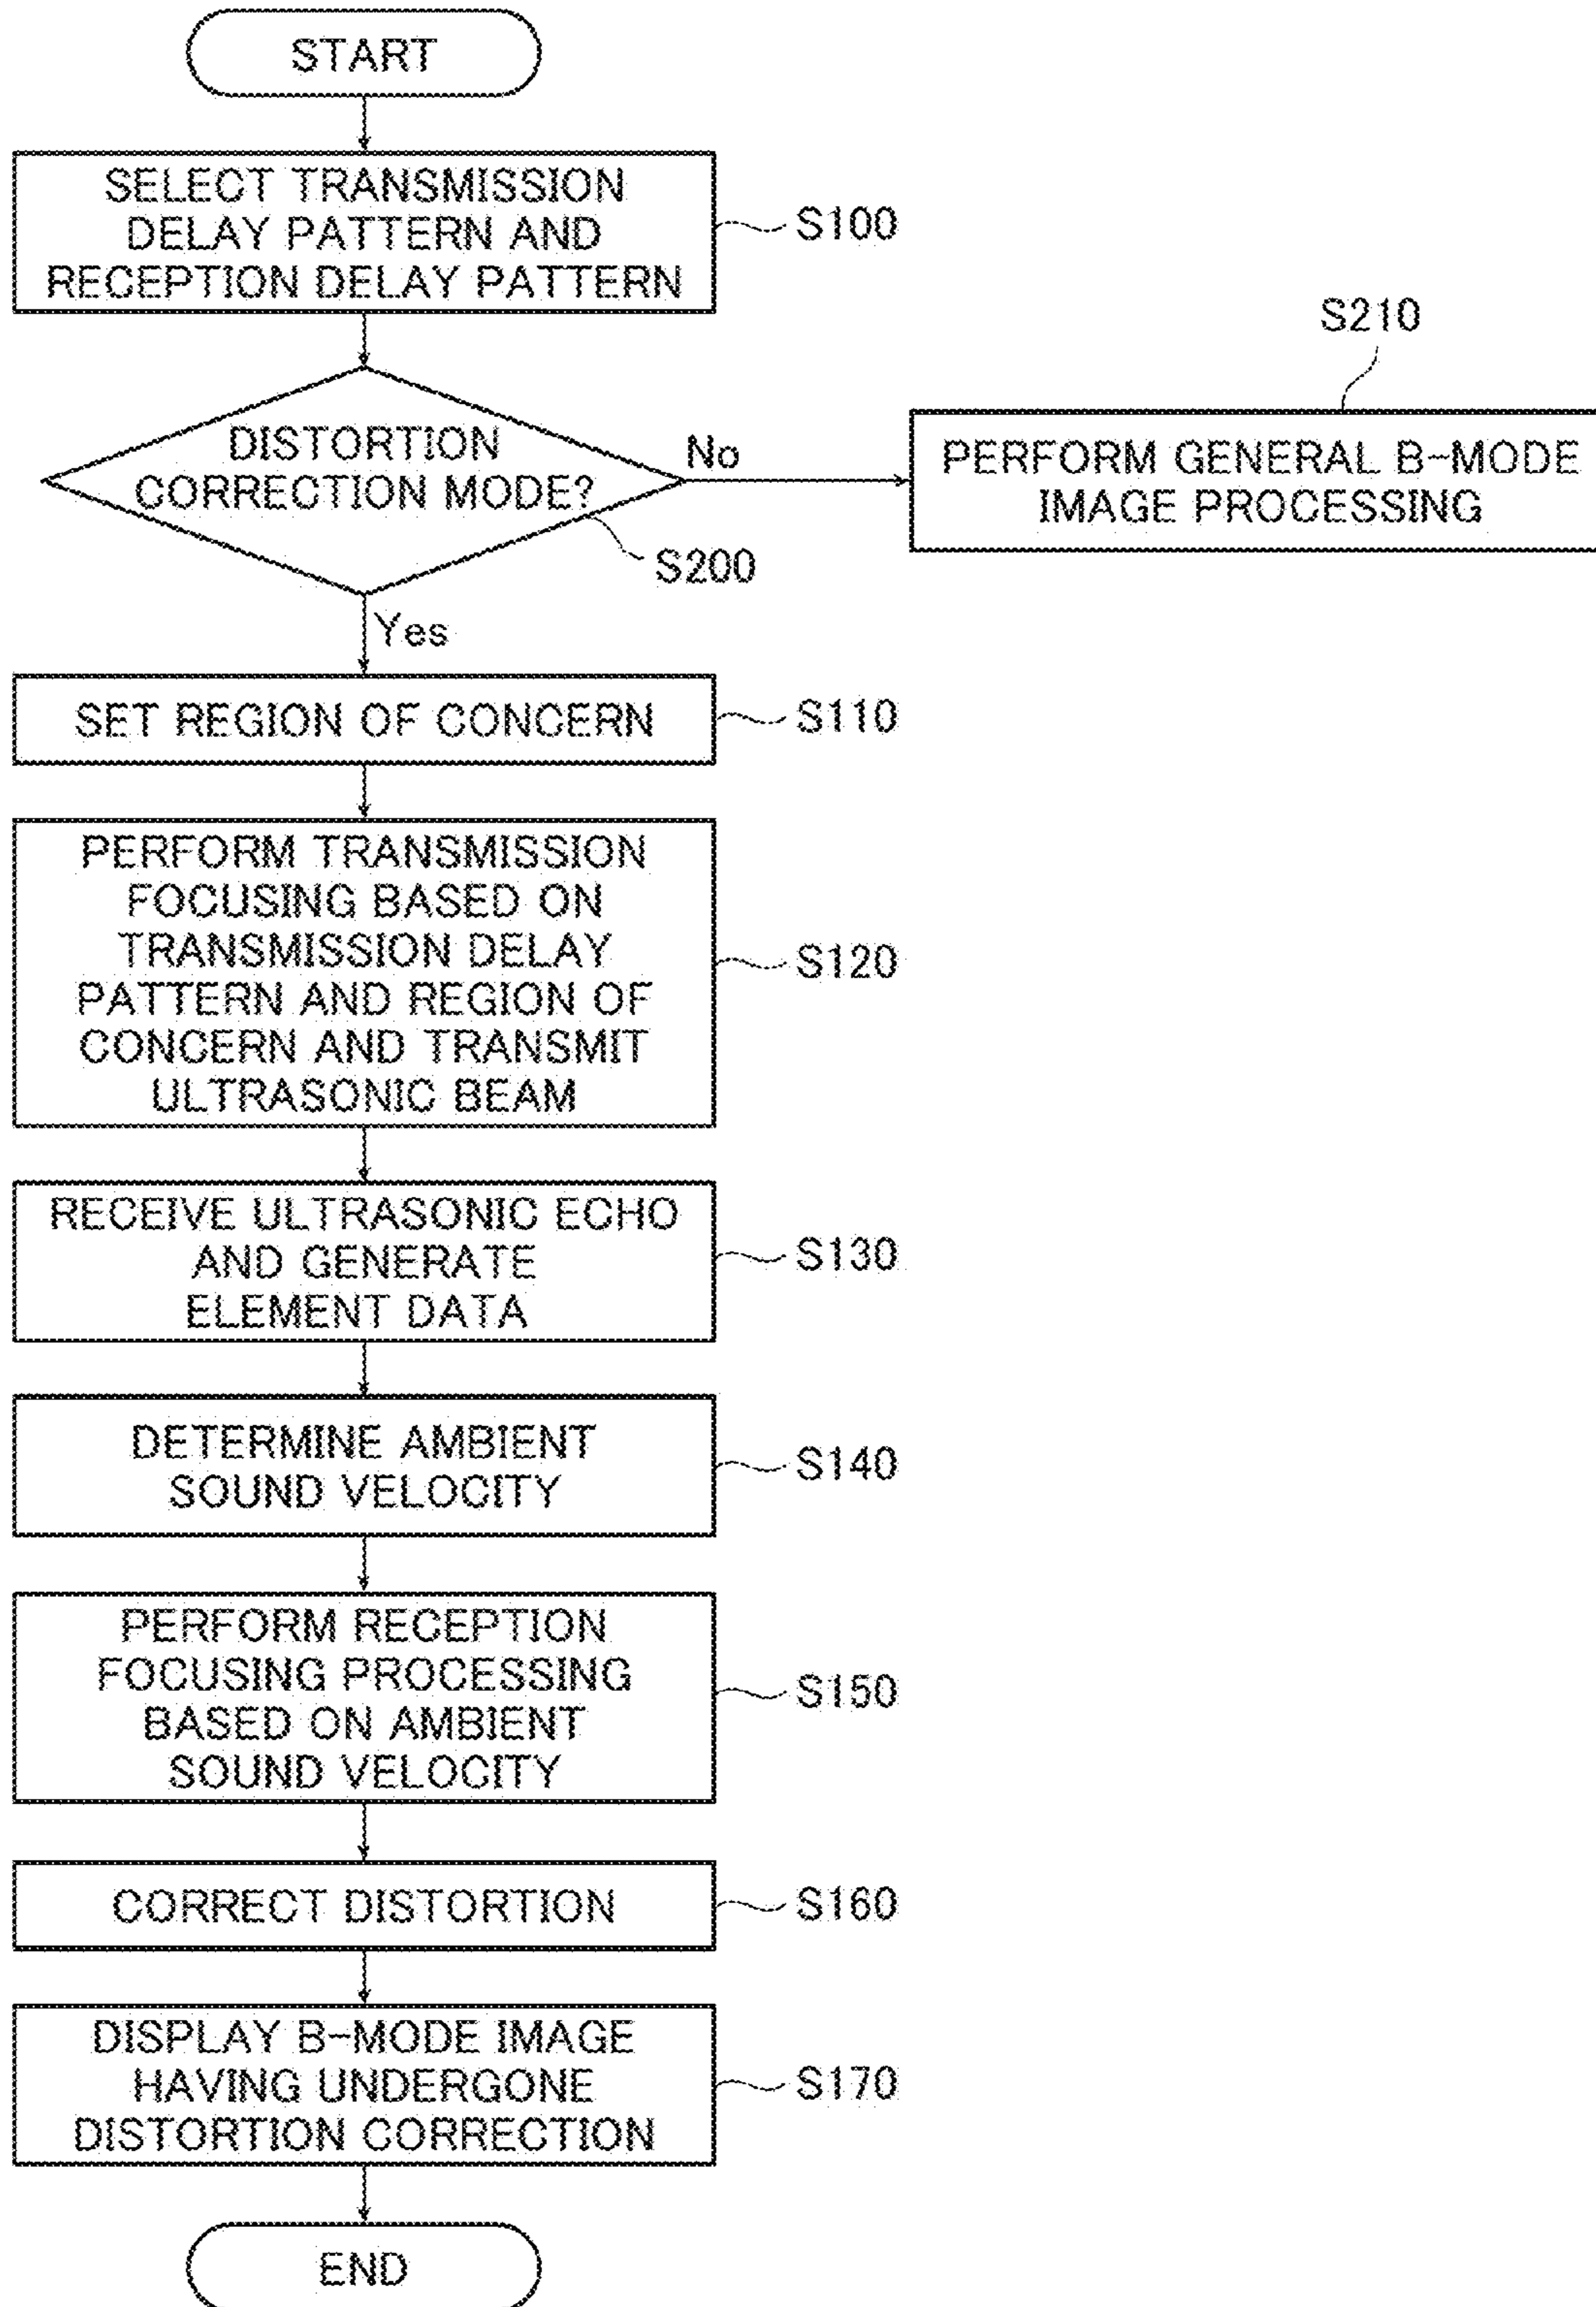 START
SELECT TRANSMISSION
DELAY PATTERN AND
RECEPTION DELAY PATTERN
S100
S210
DISTORTION
CORRECTION MODE?
No
PERFORM GENERAL B-MODE
IMAGE PROCESSING
S200
Yes
SET REGION OF CONCERN
S110
PERFORM TRANSMISSION
FOCUSING BASED ON
TRANSMISSION DELAY
PATTERN AND REGION OF
CONCERN AND TRANSMIT
ULTRASONIC BEAM
S120
RECEIVE ULTRASONIC ECHO
AND GENERATE
ELEMENT DATA
S130
DETERMINE AMBIENT
SOUND VELOCITY
S140
PERFORM RECEPTION
FOCUSING PROCESSING
BASED ON AMBIENT
SOUND VELOCITY
S150
CORRECT DISTORTION
S160
DISPLAY B-MODE IMAGE
HAVING UNDERGONE
DISTORTION CORRECTION
S170
END